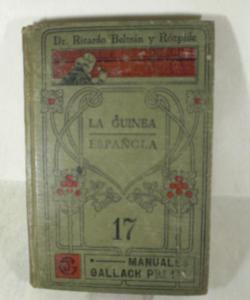 Dr. Ricardo Beltrán y Rózpide
LA GUINEA
ESPAÑOLA
17
MANUALES
GALLACH